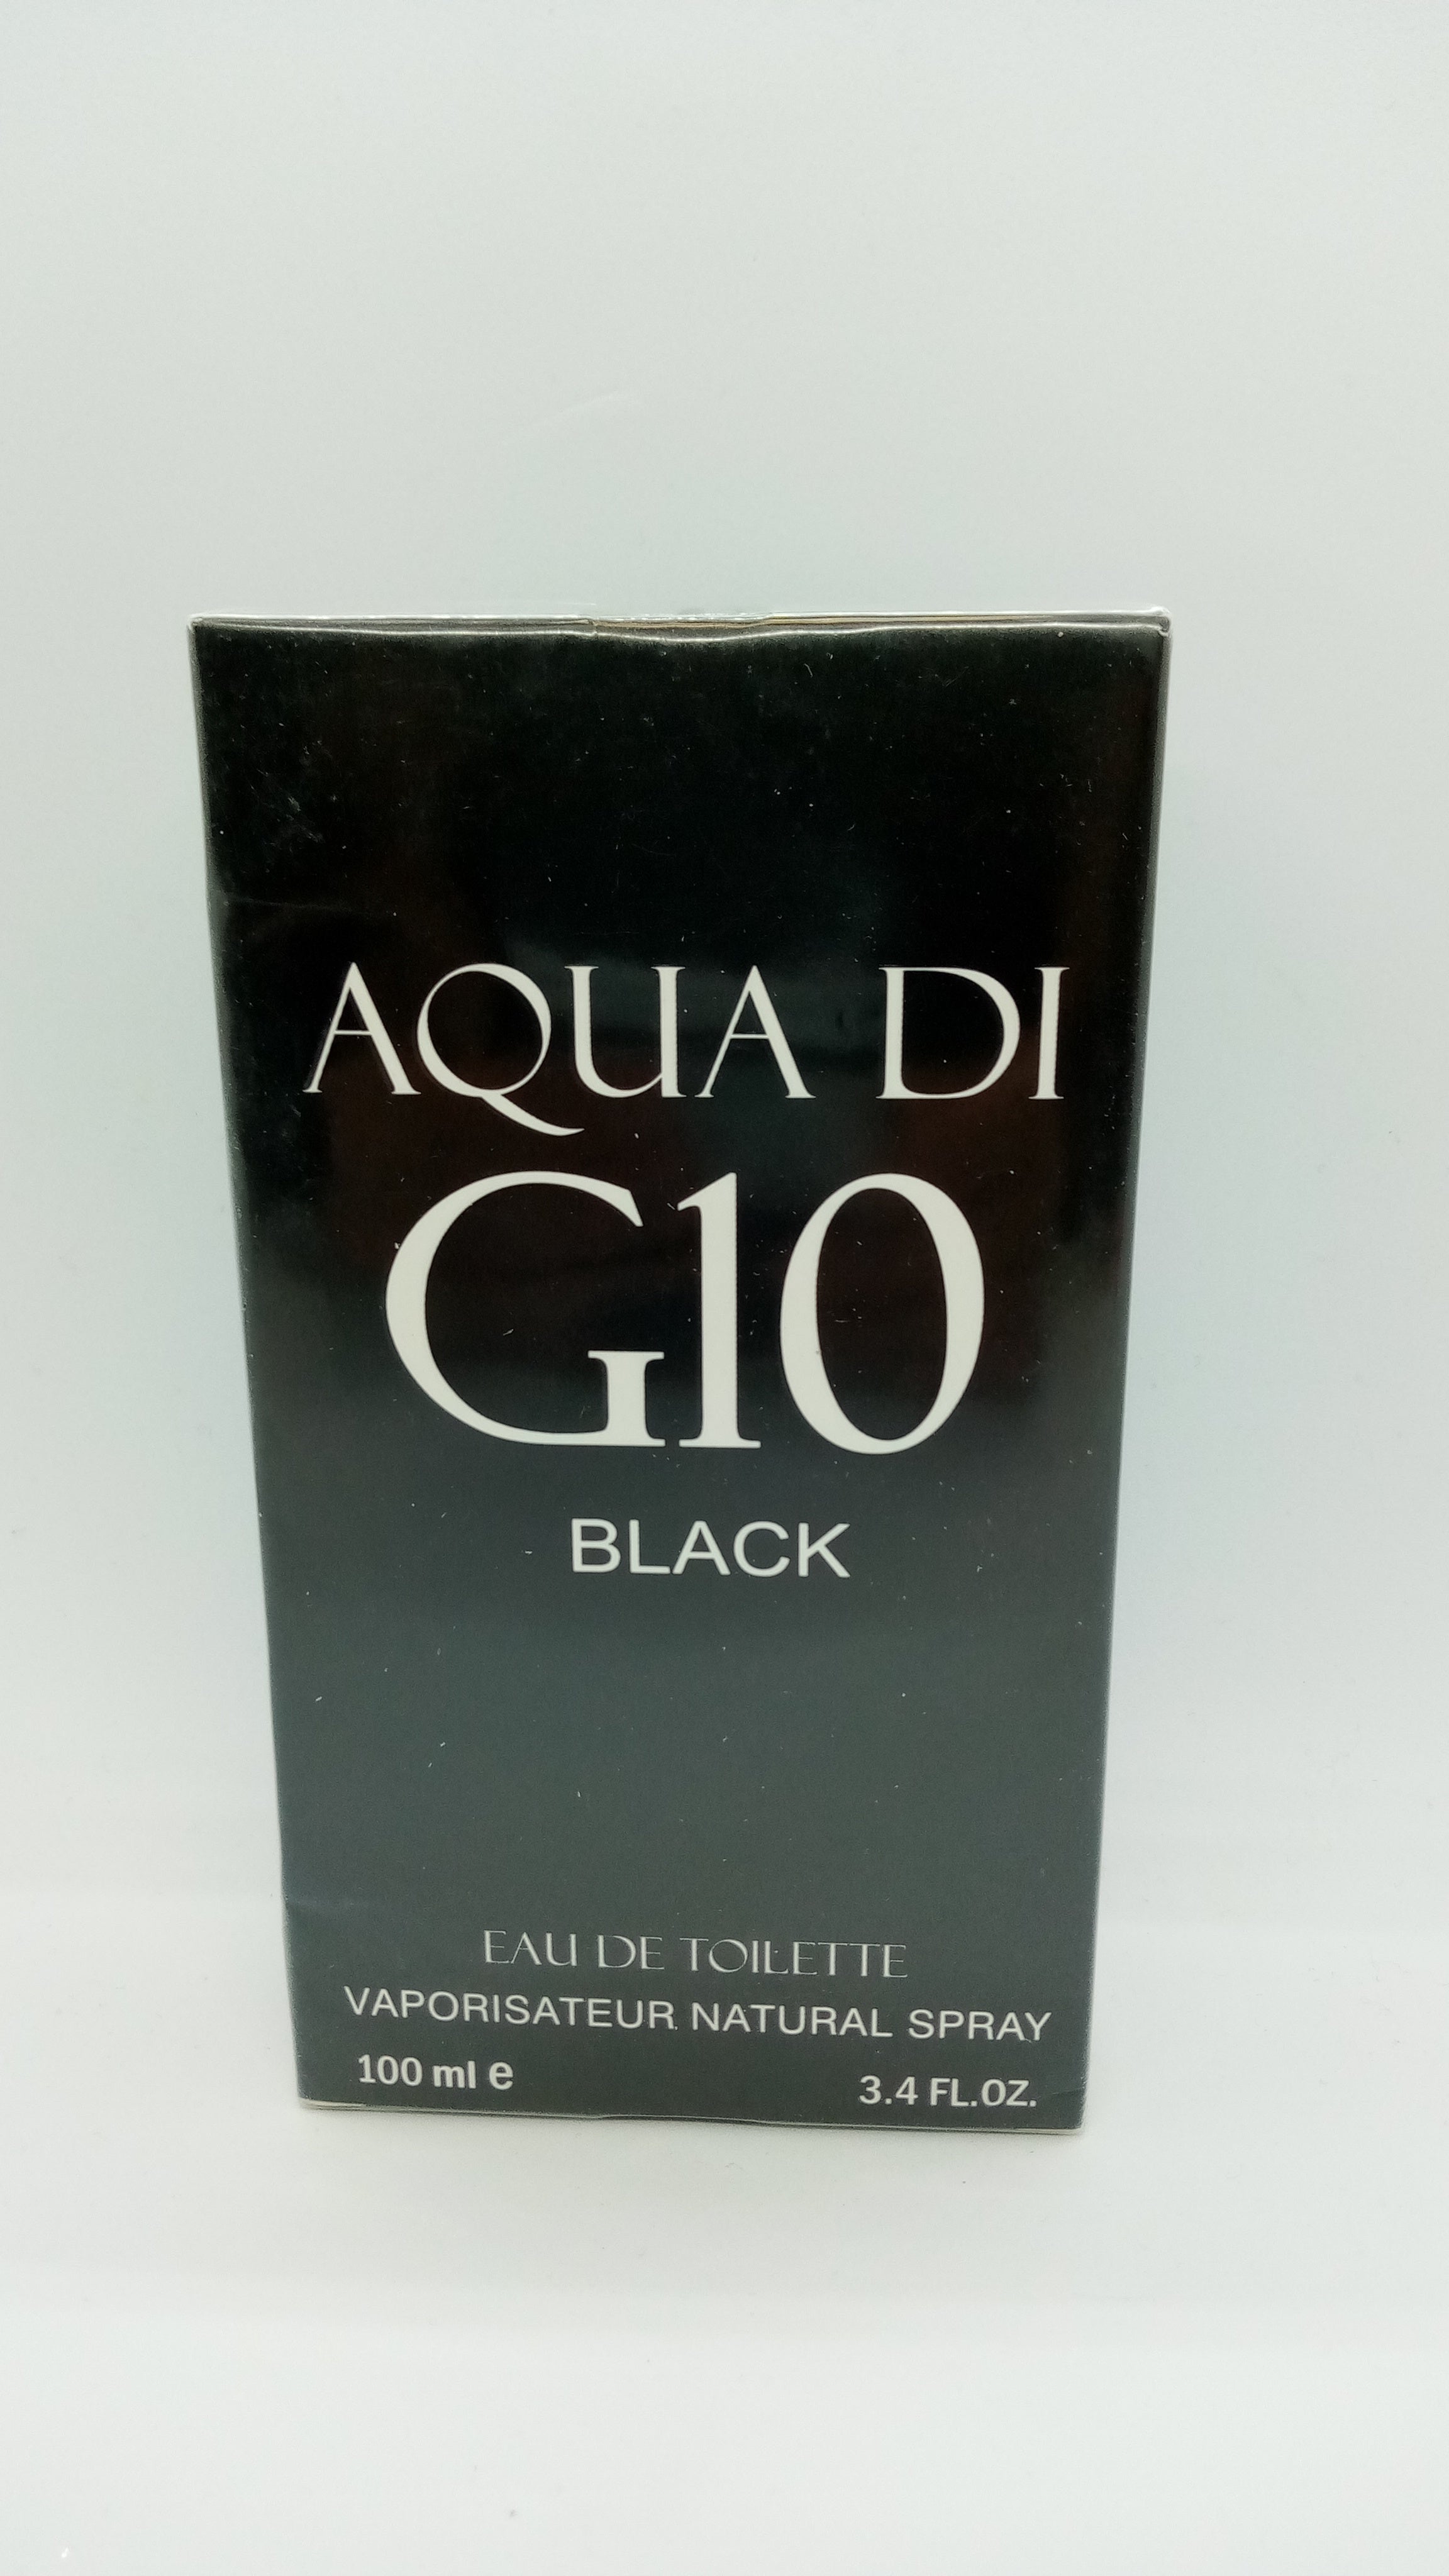 AQUA DI
G10
BLACK
EAU DE TOILETTE
VAPORISATEUR NATURAL SPRAY
100 ml e 3.4 FL.OZ.